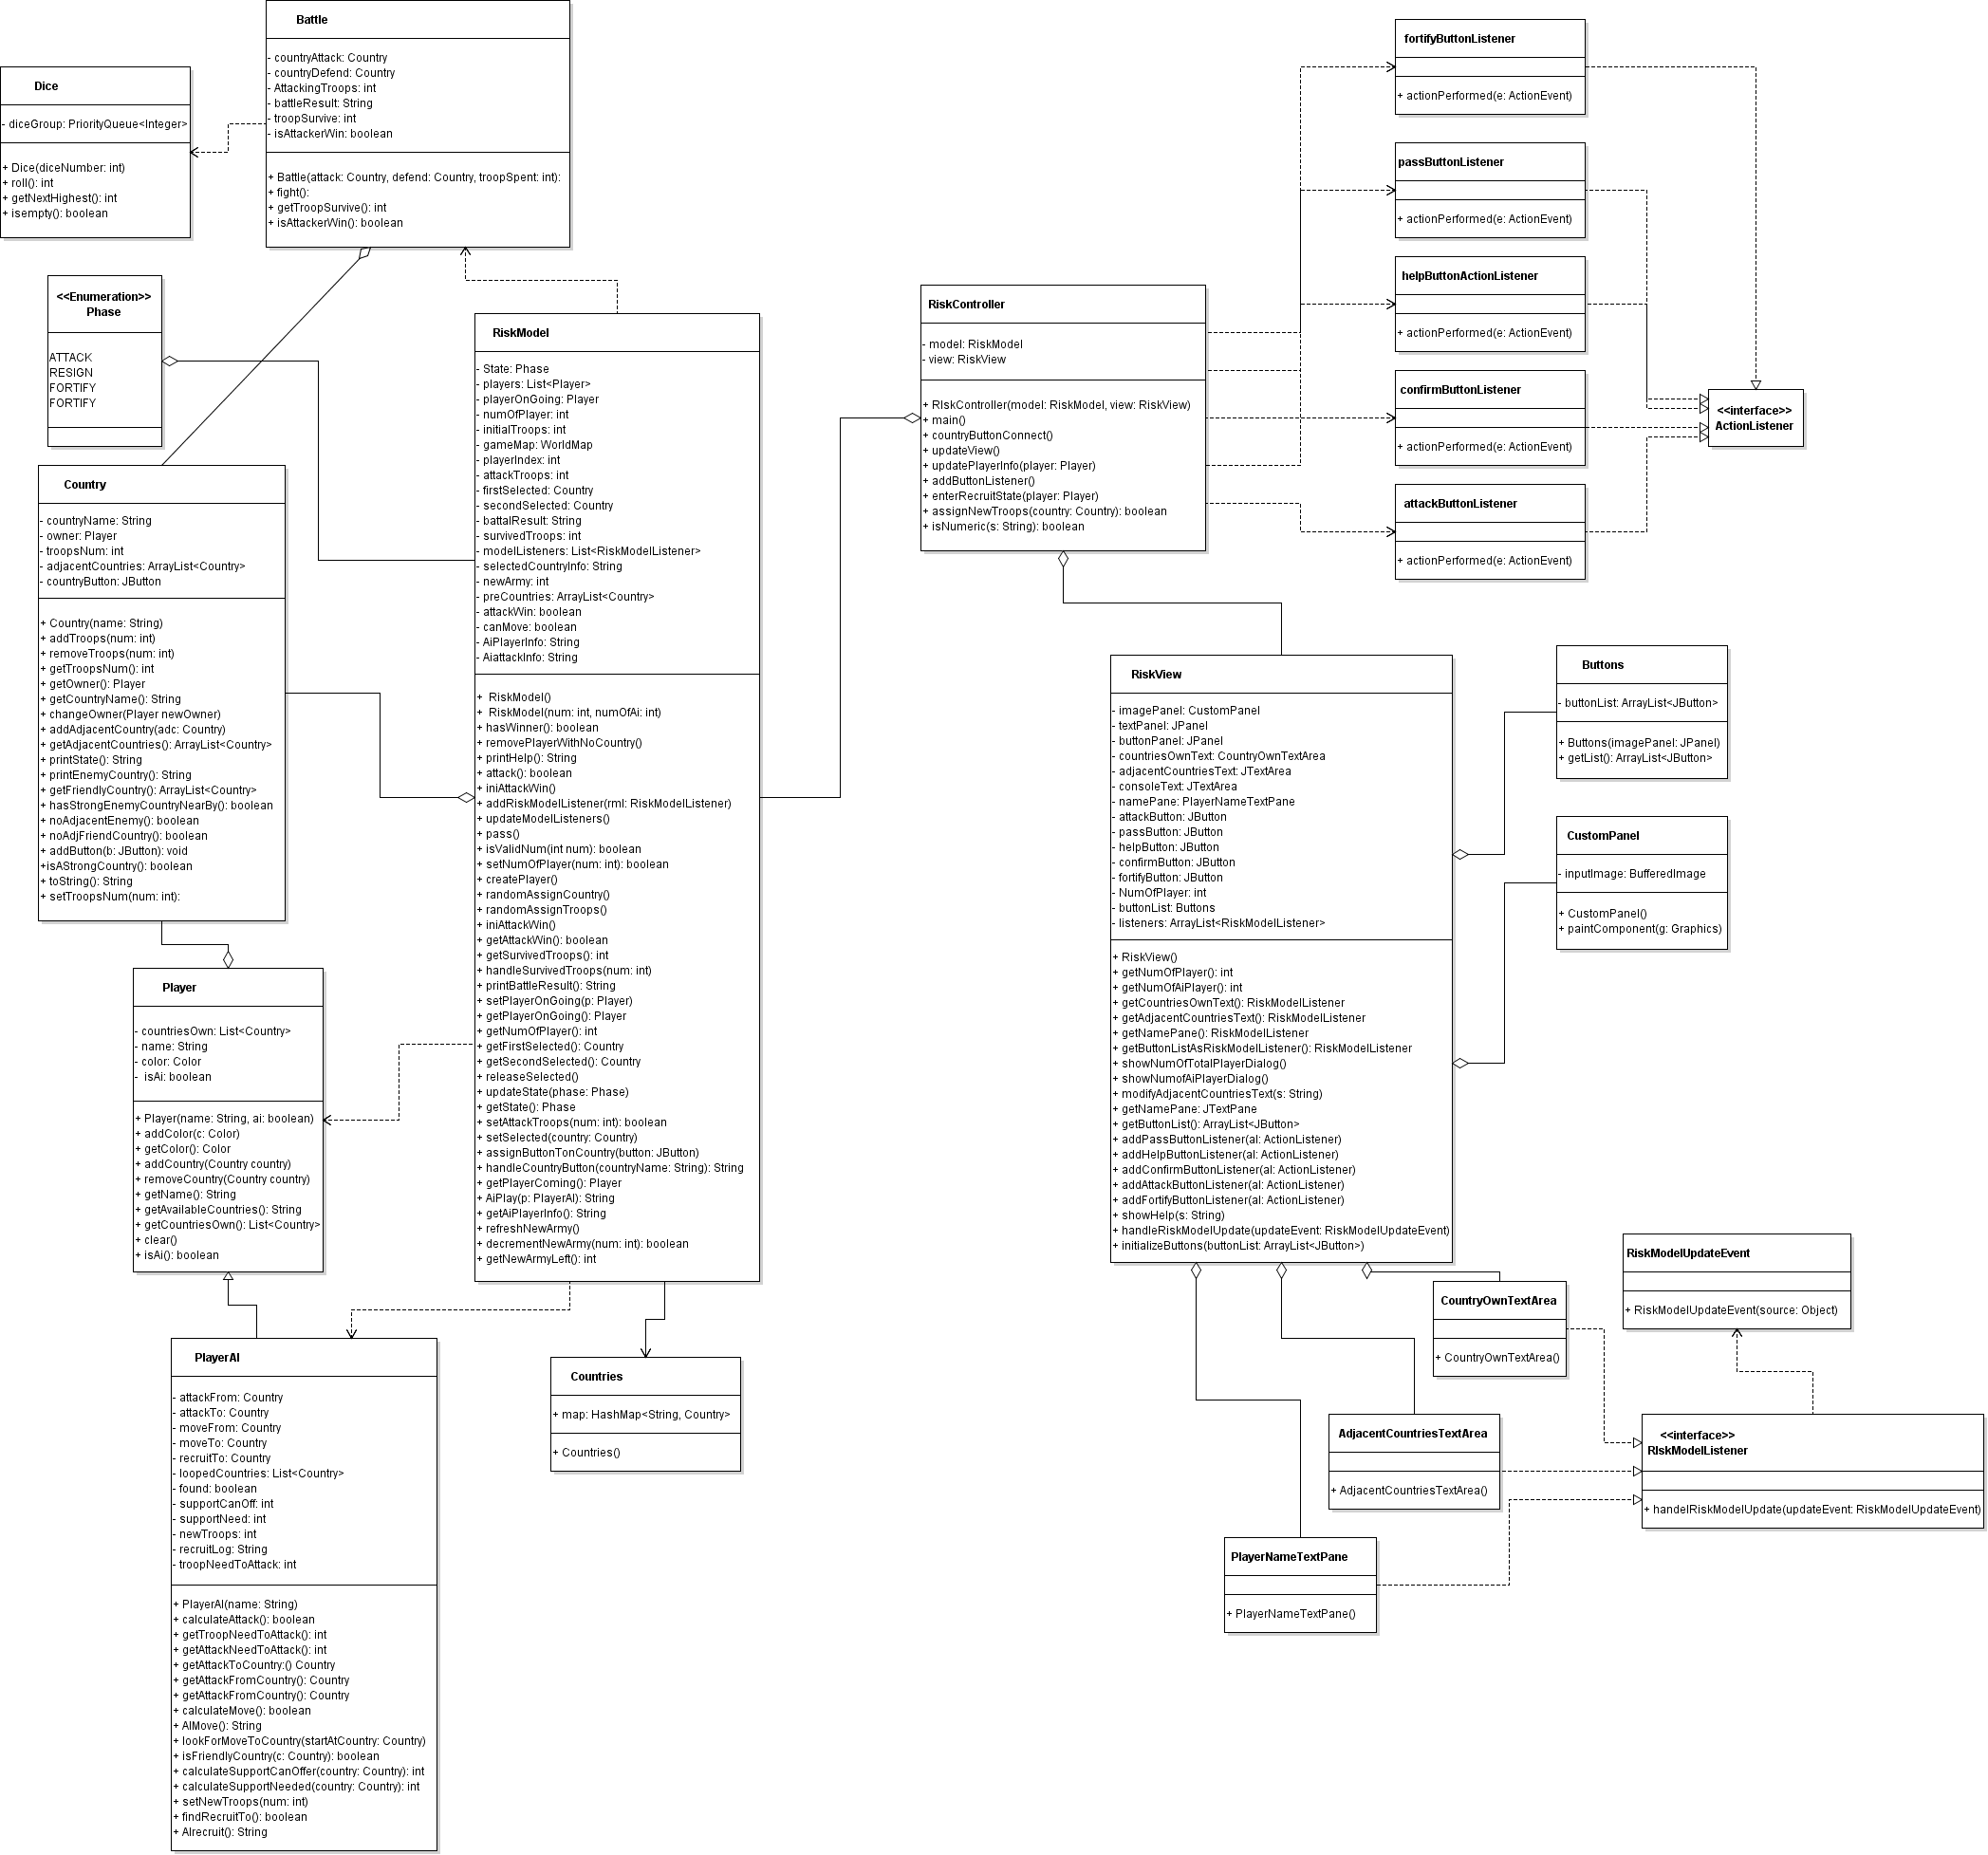 Battle
- countryAttack: Country
- countryDefend: Country
- AttackingTroops: int
- battleResult: String
- troopSurvive: int
- isAttackerWin: boolean
+ Battle(attack: Country, defend: Country, troopSpent: int):
+ fight():
+ getTroopSurvive(): int
+ isAttackerWin(): boolean
Dice
- diceGroup: PriorityQueue<Integer>
+ Dice(diceNumber: int)
+ roll(): int
+ getNextHighest(): int
+ isempty(): boolean
<<Enumeration>>
Phase
ATTACK
RESIGN
FORTIFY
FORTIFY
Country
- countryName: String
- owner: Player
- troopsNum: int
- adjacentCountries: ArrayList<Country>
- countryButton: JButton
+ Country(name: String)
+ addTroops(num: int)
+ removeTroops(num: int)
+ getTroopsNum(): int
+ getOwner(): Player
+ getCountryName(): String
+ changeOwner(Player newOwner)
+ addAdjacentCountry(adc: Country)
+ getAdjacentCountries(): ArrayList<Country>
+ printState(): String
+ printEnemyCountry(): String
+ getFriendlyCountry(): ArrayList<Country>
+ hasStrongEnemyCountryNearBy(): boolean
+ noAdjacentEnemy(): boolean
+ noAdjFriendCountry(): boolean
+ addButton(b: JButton): void
+isAStrongCountry(): boolean
+ toString(): String
+ setTroopsNum(num: int):
Player
- countriesOwn: List<Country>
- name: String
- color: Color
- isAi: boolean
+ Player(name: String, ai: boolean)
+ addColor(c: Color)
+ getColor(): Color
+ addCountry(Country country)
+ removeCountry(Country country)
+ getName(): String
+ getAvailableCountries(): String
+ getCountriesOwn(): List<Country>
+ clear()
+ isAi(): boolean
PlayerAI
- attackFrom: Country
- attackTo: Country
- moveFrom: Country
- moveTo: Country
- recruitTo: Country
- loopedCountries: List<Country>
- found: boolean
- supportCanOff: int
- supportNeed: int
- newTroops: int
- recruitLog: String
- troopNeedToAttack: int
+ PlayerAI(name: String)
+ calculateAttack(): boolean
+ getTroopNeedToAttack(): int
+ getAttackNeedToAttack(): int
+ getAttackToCountry:() Country
+ getAttackFromCountry(): Country
+ getAttackFromCountry(): Country
+ calculateMove(): boolean
+ AIMove(): String
+ lookForMoveToCountry(startAtCountry: Country)
+ isFriendlyCountry(c: Country): boolean
+ calculateSupportCanOffer(country: Country): int
+ calculateSupportNeeded(country: Country): int
+ setNewTroops(num: int)
+ findRecruitTo(): boolean
+ AIrecruit(): String
RiskModel
- State: Phase
- players: List<Player>
- playerOnGoing: Player
- numOfPlayer: int
- initialTroops: int
- gameMap: WorldMap
- playerIndex: int
- attackTroops: int
- firstSelected: Country
- secondSelected: Country
- battalResult: String
- survivedTroops: int
- modelListeners: List<RiskModelListener>
- selectedCountryInfo: String
- newArmy: int
- preCountries: ArrayList<Country>
- attackWin: boolean
- canMove: boolean
- AiPlayerInfo: String
- AiattackInfo: String
+ RiskModel()
+ RiskModel(num: int, numOfAi: int)
+ hasWinner(): boolean
+ removePlayerWithNoCountry()
+ printHelp(): String
+ attack(): boolean
+ iniAttackWin()
+ addRiskModelListener(rml: RiskModelListener)
+ updateModelListeners()
+ pass()
+ isValidNum(int num): boolean
+ setNumOfPlayer(num: int): boolean
+ createPlayer()
+ randomAssignCountry()
+ randomAssignTroops()
+ iniAttackWin()
+ getAttackWin(): boolean
+ getSurvivedTroops(): int
+ handleSurvivedTroops(num: int)
+ printBattleResult(): String
+ setPlayerOnGoing(p: Player)
+ getPlayerOnGoing(): Player
+ getNumOfPlayer(): int
+ getFirstSelected(): Country
+ getSecondSelected(): Country
+ releaseSelected()
+ updateState(phase: Phase)
+ getState(): Phase
+ setAttackTroops(num: int): boolean
+ setSelected(country: Country)
+ assignButtonTonCountry(button: JButton)
+ handleCountryButton(countryName: String): String
+ getPlayerComing(): Player
+ AiPlay(p: PlayerAI): String
+ getAiPlayerInfo(): String
+ refreshNewArmy()
+ decrementNewArmy(num: int): boolean
+ getNewArmyLeft(): int
Countries
+ map: HashMap<String, Country>
+ Countries()
RiskController
- model: RiskModel
- view: RiskView
+ RIskController(model: RiskModel, view: RiskView)
+ main()
+ countryButtonConnect()
+ updateView()
+ updatePlayerInfo(player: Player)
+ addButtonListener()
+ enterRecruitState(player: Player)
+ assignNewTroops(country: Country): boolean
+ isNumeric(s: String): boolean
fortifyButtonListener
+ actionPerformed(e: ActionEvent)
passButtonListener
+ actionPerformed(e: ActionEvent)
helpButtonActionListener
+ actionPerformed(e: ActionEvent)
confirmButtonListener
+ actionPerformed(e: ActionEvent)
attackButtonListener
+ actionPerformed(e: ActionEvent)
<<interface>>
ActionListener
RiskView
- imagePanel: CustomPanel
- textPanel: JPanel
- buttonPanel: JPanel
- countriesOwnText: CountryOwnTextArea
- adjacentCountriesText: JTextArea
- consoleText: JTextArea
- namePane: PlayerNameTextPane
- attackButton: JButton
- passButton: JButton
- helpButton: JButton
- confirmButton: JButton
- fortifyButton: JButton
- NumOfPlayer: int
- buttonList: Buttons
- listeners: ArrayList<RiskModelListener>
+ RiskView()
+ getNumOfPlayer(): int
+ getNumOfAiPlayer(): int
+ getCountriesOwnText(): RiskModelListener
+ getAdjacentCountriesText(): RiskModelListener
+ getNamePane(): RiskModelListener
+ getButtonListAsRiskModelListener(): RiskModelListener
+ showNumOfTotalPlayerDialog()
+ showNumofAiPlayerDialog()
+ modifyAdjacentCountriesText(s: String)
+ getNamePane: JTextPane
+ getButtonList(): ArrayList<JButton>
+ addPassButtonListener(al: ActionListener)
+ addHelpButtonListener(al: ActionListener)
+ addConfirmButtonListener(al: ActionListener)
+ addAttackButtonListener(al: ActionListener)
+ addFortifyButtonListener(al: ActionListener)
+ showHelp(s: String)
+ handleRiskModelUpdate(updateEvent: RiskModelUpdateEvent)
+ initializeButtons(buttonList: ArrayList<JButton>)
Buttons
- buttonList: ArrayList<JButton>
+ Buttons(imagePanel: JPanel)
+ getList(): ArrayList<JButton>
CustomPanel
- inputImage: BufferedImage
+ CustomPanel()
+ paintComponent(g: Graphics)
CountryOwnTextArea
+ CountryOwnTextArea()
AdjacentCountriesTextArea
+ AdjacentCountriesTextArea()
PlayerNameTextPane
+ PlayerNameTextPane()
RiskModelUpdateEvent
+ RiskModelUpdateEvent(source: Object)
<<interface>>
RIskModelListener
+ handelRiskModelUpdate(updateEvent: RiskModelUpdateEvent)